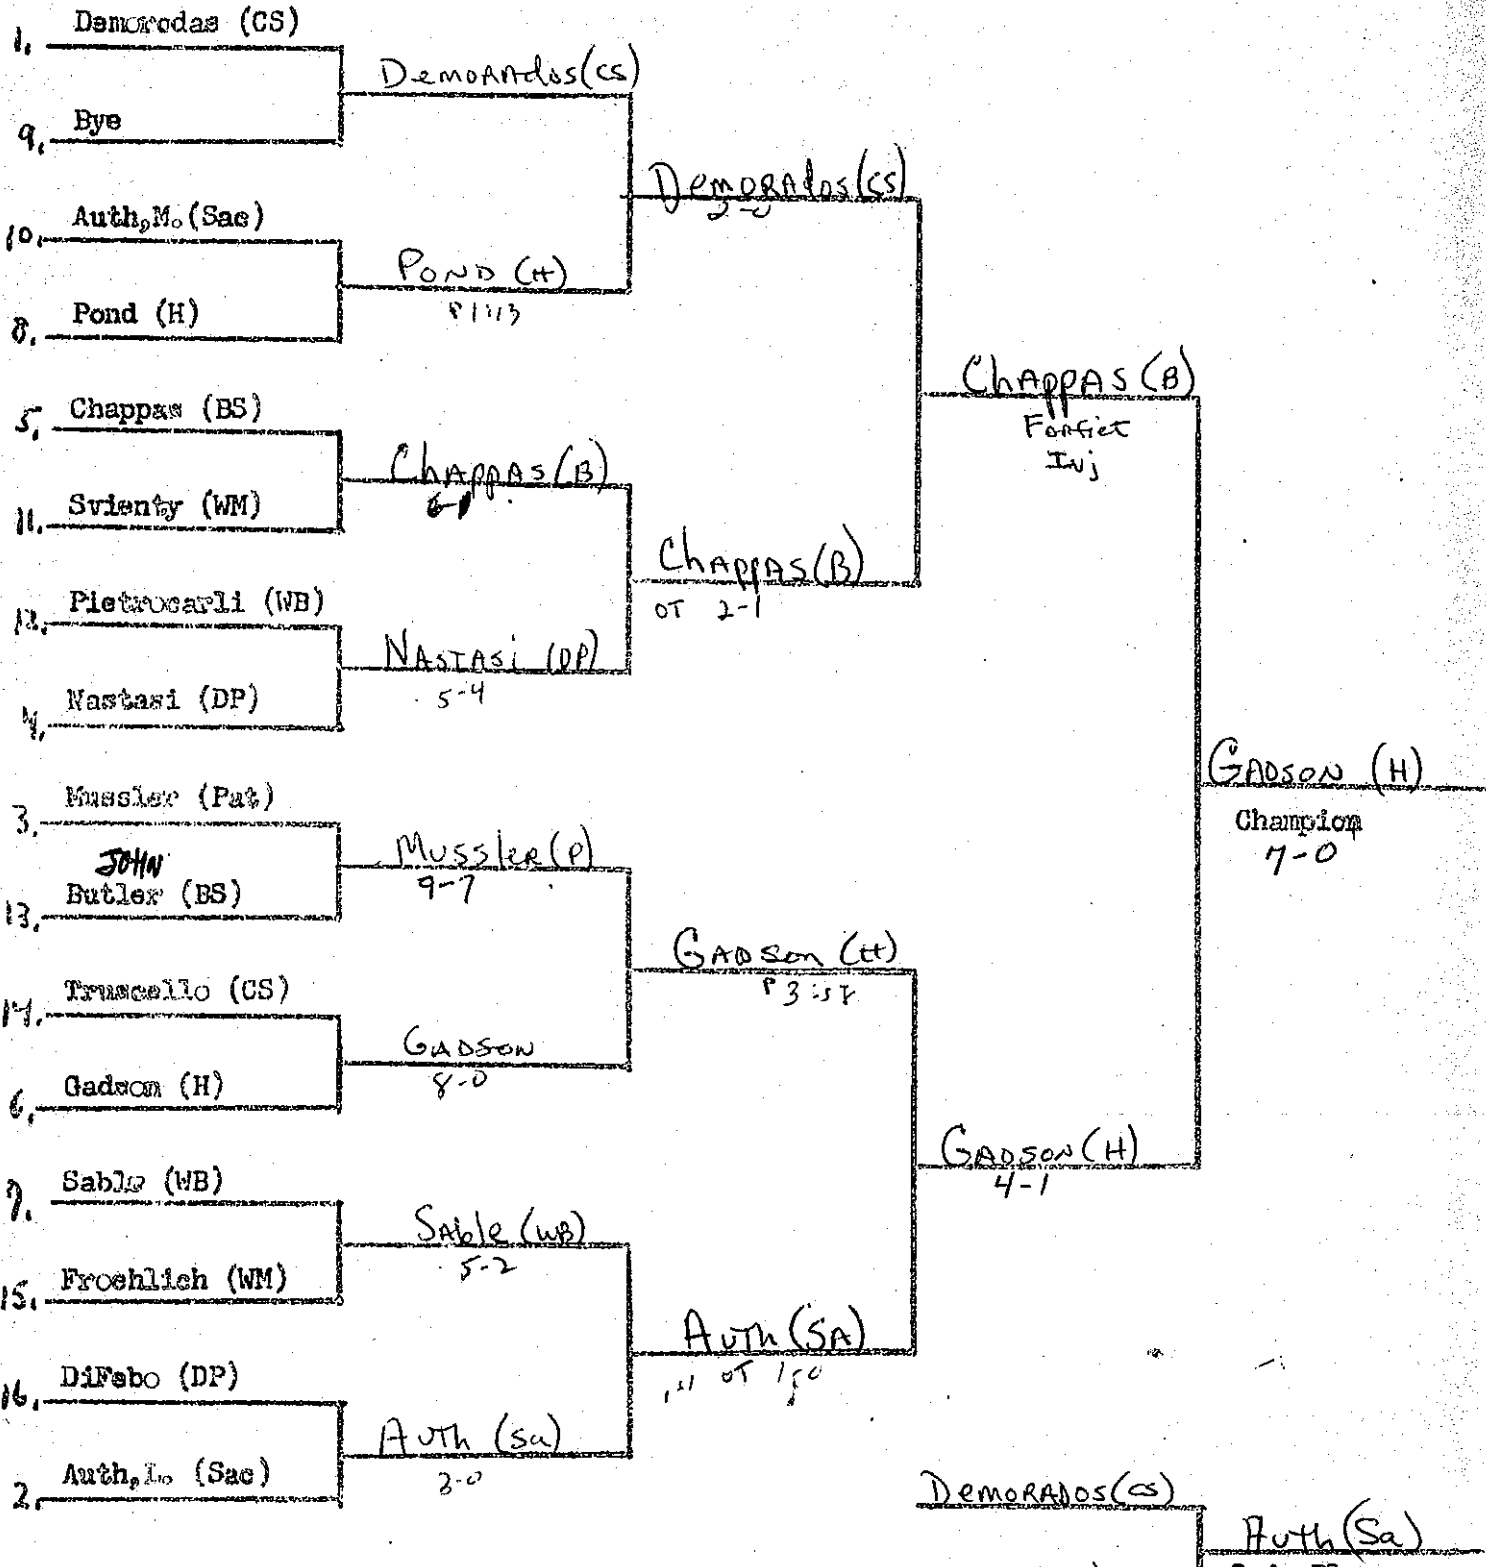 1. Demorodas (CS)
Demorados (CS)
9. Bye
Demorados (CS)
10. Auth, M. (Sac)
Pond (H)
8. Pond (H)
Chappas (B)
Forfiet
Inj
5. Chappas (BS)
Chappas (B)
11. Svienty (WM)
Chappas (B)
OT 2-1
12. Pietrocarli (WB)
Nastasi (DP)
5-4
4. Nastasi (DP)
Gadson (H)
Champion
7-0
3. Mussler (Pat)
Mussler (P)
9-7
JOHN
13. Butler (BS)
Gadson (H)
14. Truscello (CS)
Gadson
8-0
6. Gadson (H)
Gadson (H)
4-1
7. Sable (WB)
Sable (WB)
5-2
15. Froehlich (WM)
Auth (SA)
16. DiFabo (DP)
Auth (Sa)
3-0
2. Auth, L. (Sac)
Demorados (CS)
Auth (Sa)